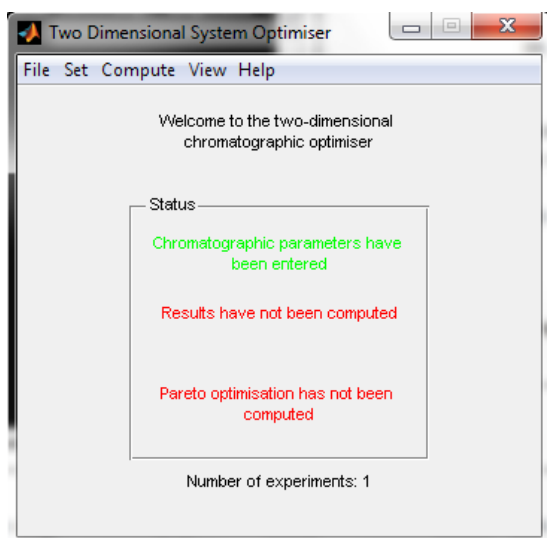 Two Dimensional System Optimiser
File Set Compute View Help
Welcome to the two-dimensional
chromatographic optimiser
Status
Chromatographic parameters have
been entered
Results have not been computed
Pareto optimisation has not been
computed
Number of experiments: 1